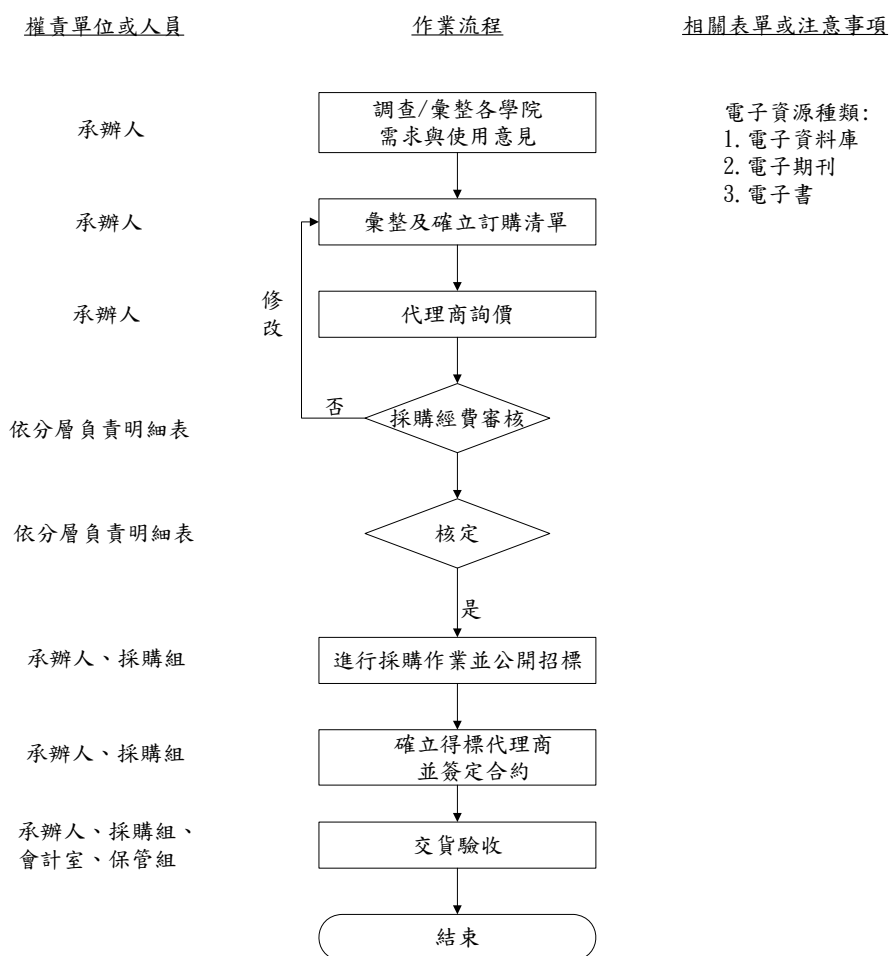 權責單位或人員
作業流程
相關表單或注意事項
承辦人
調查/彙整各學院
需求與使用意見
電子資源種類:
1.電子資料庫
2.電子期刊
3.電子書
承辦人
彙整及確立訂購清單
修
改
承辦人
代理商詢價
否
採購經費審核
依分層負責明細表
依分層負責明細表
核定
是
承辦人、採購組
進行採購作業並公開招標
承辦人、採購組
確立得標代理商
並簽定合約
承辦人、採購組、
會計室、保管組
交貨驗收
結束